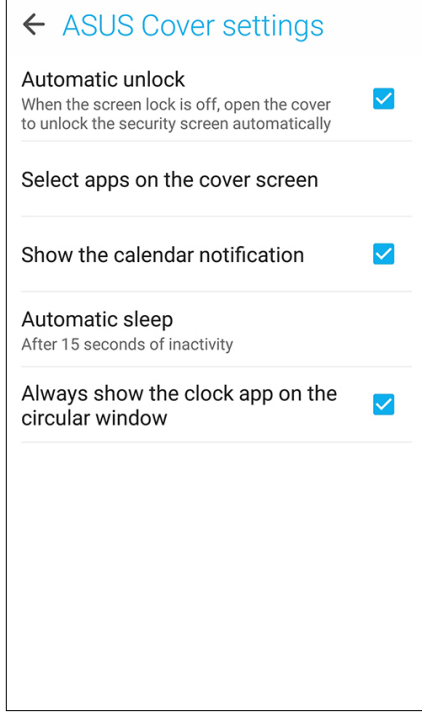 ASUS Cover settings
Automatic unlock
When the screen lock is off, open the cover
to unlock the security screen automatically
Select apps on the cover screen
Show the calendar notification
Automatic sleep
After 15 seconds of inactivity
Always show the clock app on the
circular window